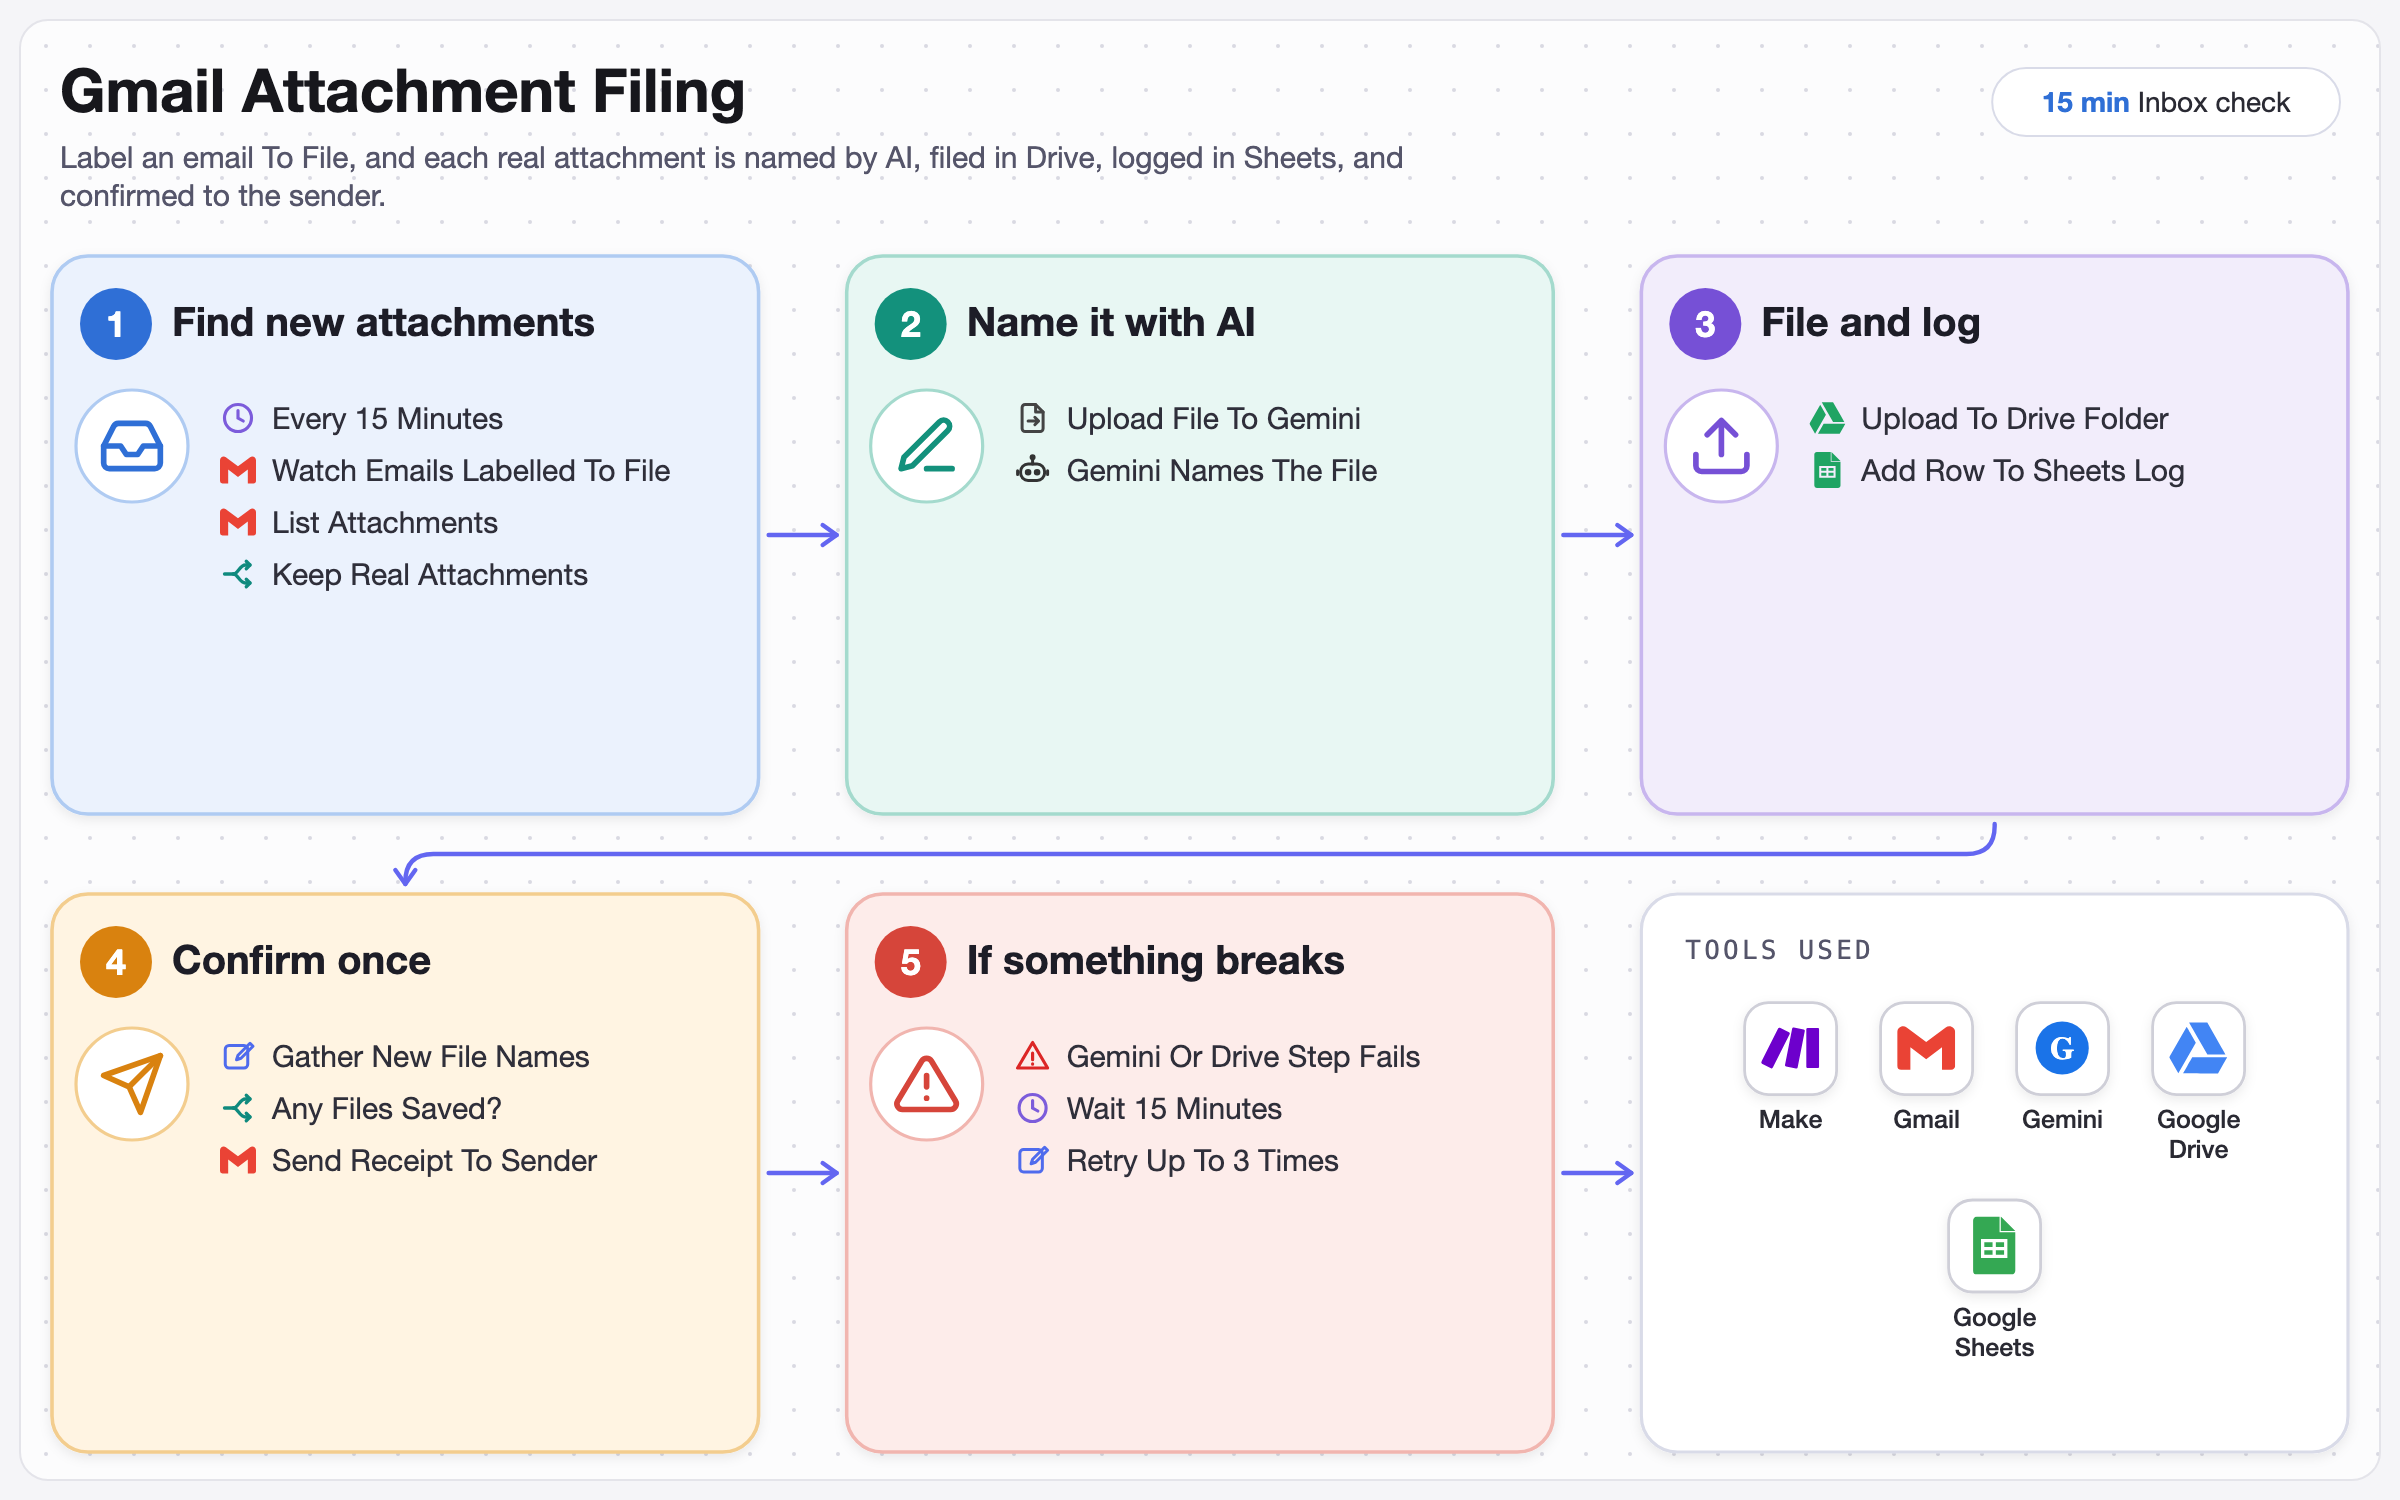 Gmail Attachment Filing
15 min Inbox check
Label an email To File, and each real attachment is named by AI, filed in Drive, logged in Sheets, and
confirmed to the sender.
1 Find new attachments
Every 15 Minutes
Watch Emails Labelled To File
List Attachments
Keep Real Attachments
2 Name it with AI
Upload File To Gemini
Gemini Names The File
3 File and log
Upload To Drive Folder
Add Row To Sheets Log
4 Confirm once
Gather New File Names
Any Files Saved?
Send Receipt To Sender
5 If something breaks
Gemini Or Drive Step Fails
Wait 15 Minutes
Retry Up To 3 Times
TOOLS USED
Make
Gmail
G
Gemini
Google
Drive
Google
Sheets